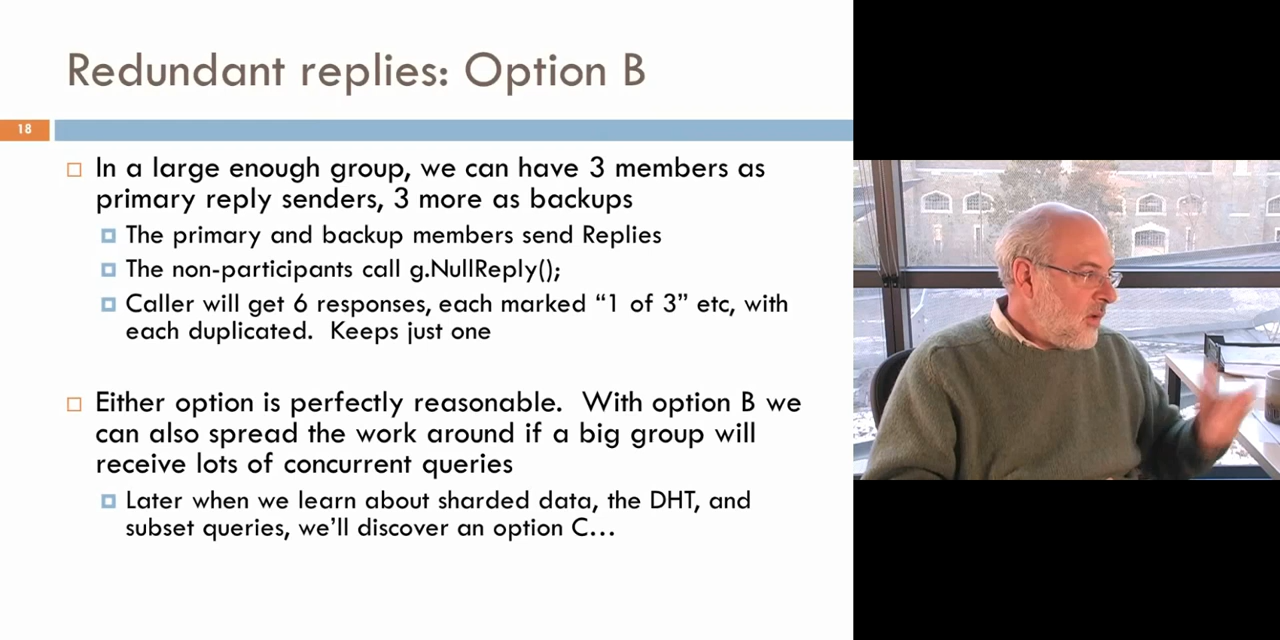 Redundant replies: Option B
18
In a large enough group, we can have 3 members as
primary reply senders, 3 more as backups
The primary and backup members send Replies
The non-participants call g.NullReply();
Caller will get 6 responses, each marked “1 of 3” etc, with
each duplicated.  Keeps just one
Either option is perfectly reasonable.  With option B we
can also spread the work around if a big group will
receive lots of concurrent queries
Later when we learn about sharded data, the DHT, and
subset queries, we’ll discover an option C…